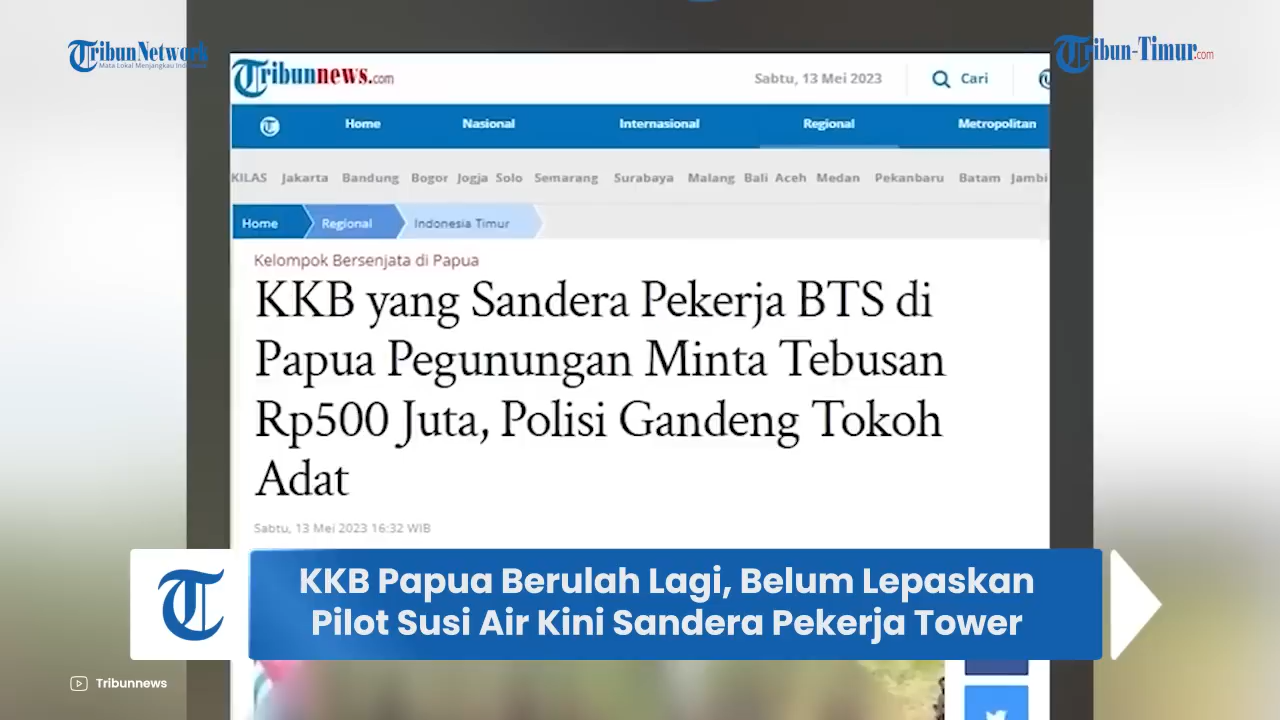 TribunNetwork
Mata Lokal Menjangkau Indonesia
Tribun-Timur.com
Tribunnews.com
Sabtu, 13 Mei 2023
Cari
Home Nasional Internasional Regional Metropolitan
KILAS Jakarta Bandung Bogor Jogja Solo Semarang Surabaya Malang Bali Aceh Medan Pekanbaru Batam Jambi
Home Regional Indonesia Timur
Kelompok Bersenjata di Papua
KKB yang Sandera Pekerja BTS di
Papua Pegunungan Minta Tebusan
Rp500 Juta, Polisi Gandeng Tokoh
Adat
Sabtu, 13 Mei 2023 16:32 WIB
KKB Papua Berulah Lagi, Belum Lepaskan
Pilot Susi Air Kini Sandera Pekerja Tower
Tribunnews